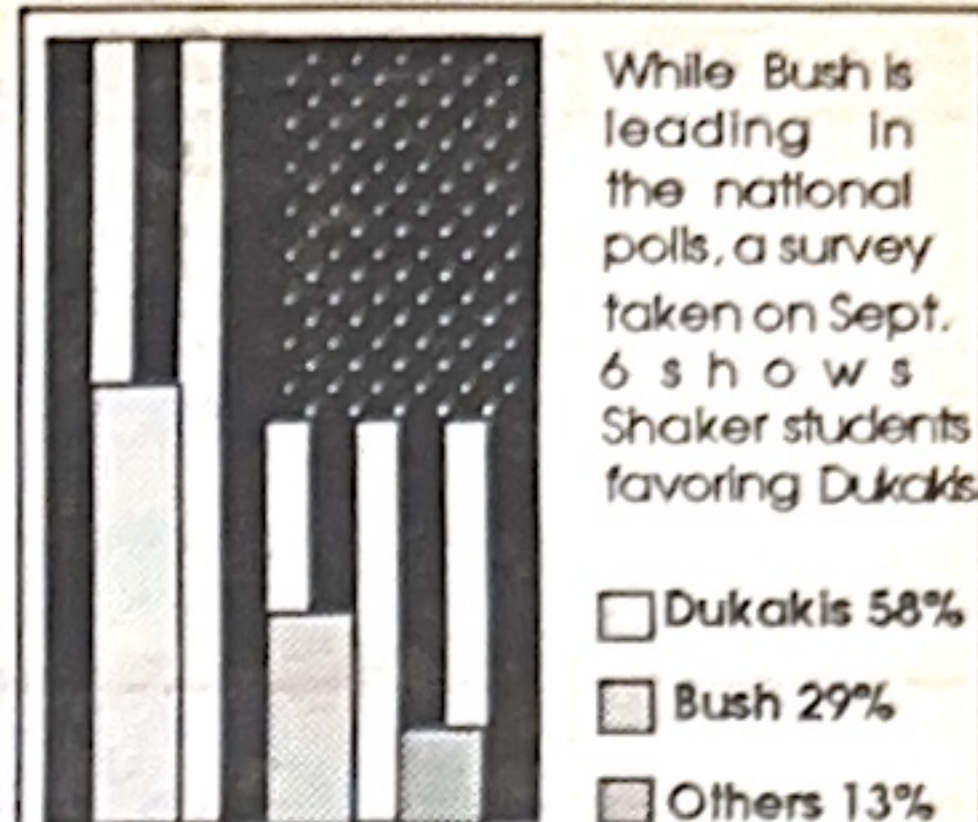 While Bush is
leading in
the national
polls, a survey
taken on Sept.
6 shows
Shaker students
favoring Dukakis.
Dukakis 58%
Bush 29%
Others 13%